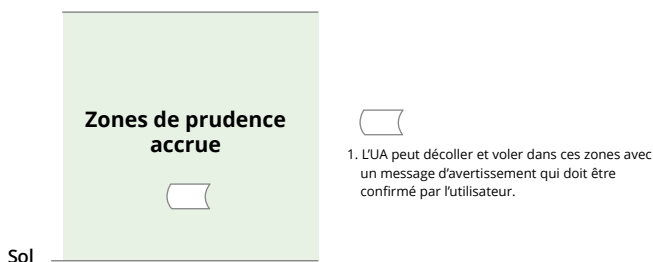 Zones de prudence
accrue
Sol
1. L’UA peut décoller et voler dans ces zones avec
un message d’avertissement qui doit être
confirmé par l’utilisateur.